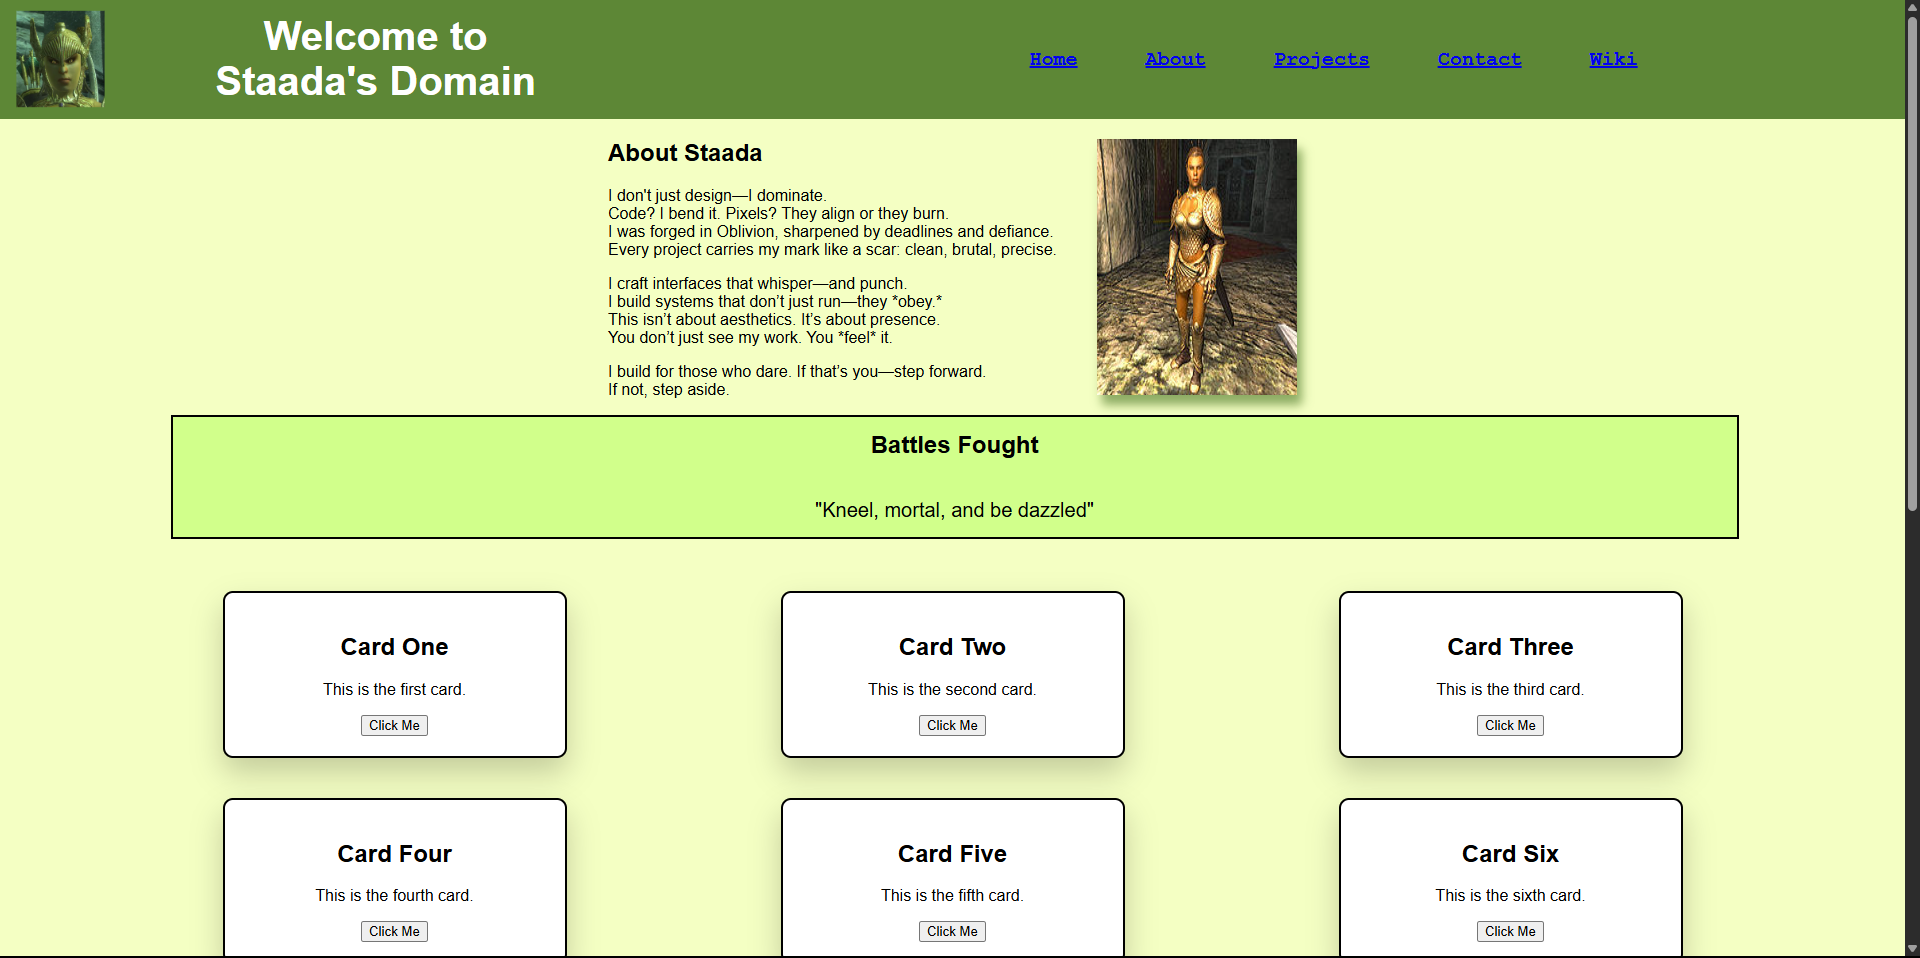 Welcome to
Staada's Domain
Home About Projects Contact Wiki
About Staada
I don't just design—I dominate.
Code? I bend it. Pixels? They align or they burn.
I was forged in Oblivion, sharpened by deadlines and defiance.
Every project carries my mark like a scar: clean, brutal, precise.
I craft interfaces that whisper—and punch.
I build systems that don’t just run—they *obey.*
This isn’t about aesthetics. It’s about presence.
You don’t just see my work. You *feel* it.
I build for those who dare. If that’s you—step forward.
If not, step aside.
Battles Fought
"Kneel, mortal, and be dazzled"
Card One
This is the first card.
Click Me
Card Two
This is the second card.
Click Me
Card Three
This is the third card.
Click Me
Card Four
This is the fourth card.
Click Me
Card Five
This is the fifth card.
Click Me
Card Six
This is the sixth card.
Click Me